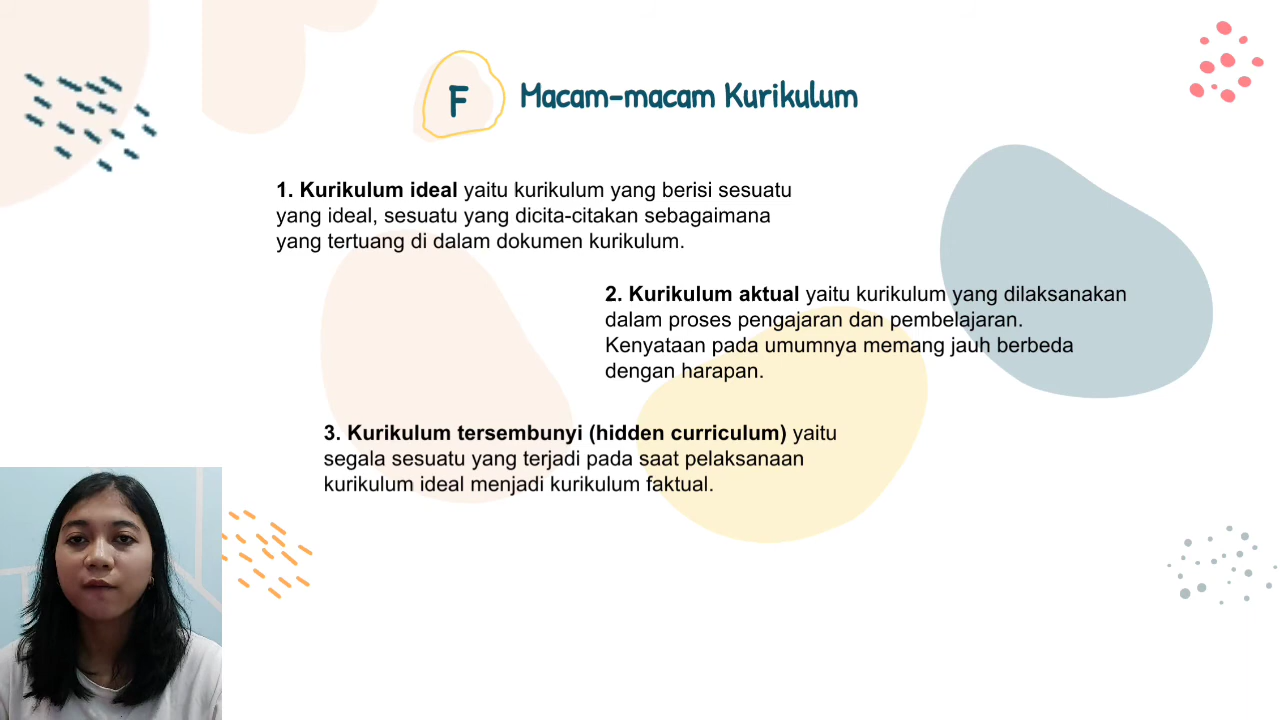 F
Macam-macam Kurikulum
1. Kurikulum ideal yaitu kurikulum yang berisi sesuatu
yang ideal, sesuatu yang dicita-citakan sebagaimana
yang tertuang di dalam dokumen kurikulum.
2. Kurikulum aktual yaitu kurikulum yang dilaksanakan
dalam proses pengajaran dan pembelajaran.
Kenyataan pada umumnya memang jauh berbeda
dengan harapan.
3. Kurikulum tersembunyi (hidden curriculum) yaitu
segala sesuatu yang terjadi pada saat pelaksanaan
kurikulum ideal menjadi kurikulum faktual.